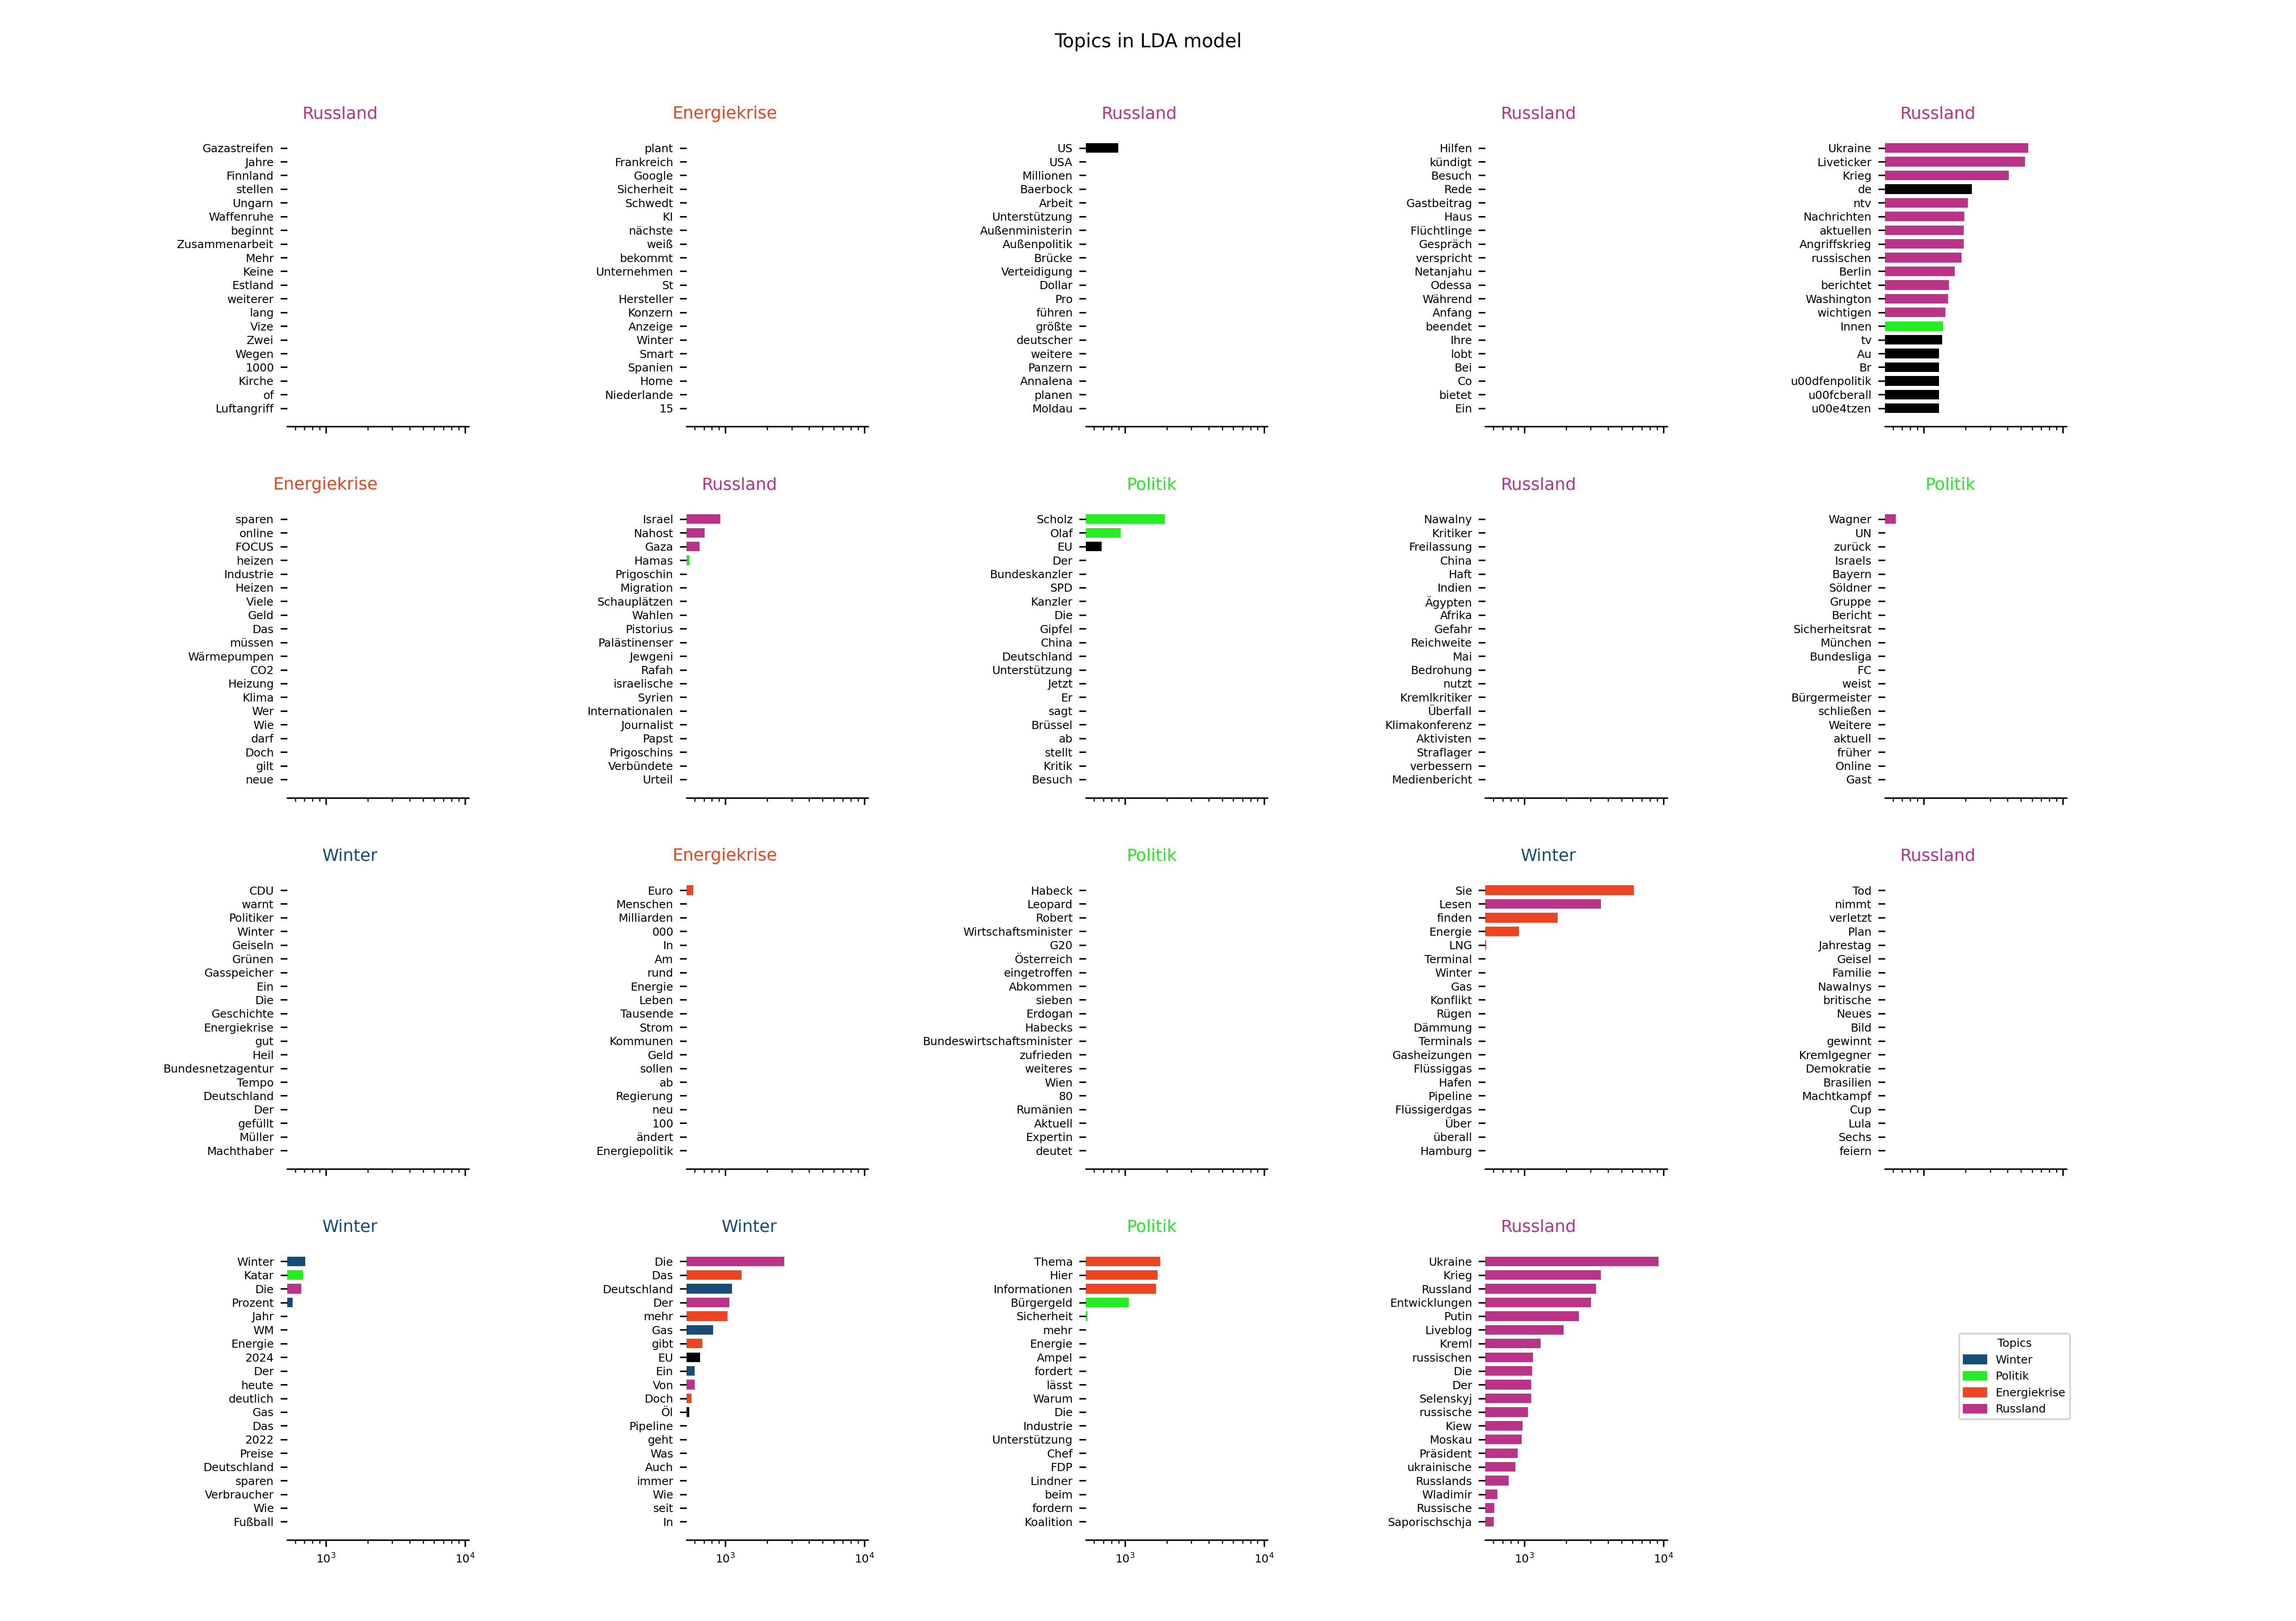 Topics in LDA model
Russland
Gazastreifen
Jahre
Finnland
stellen
Ungarn
Waffenruhe
beginnt
Zusammenarbeit
Mehr
Keine
Estland
weiterer
lang
Vize
Zwei
Wegen
1000
Kirche
of
Luftangriff
Energiekrise
plant
Frankreich
Google
Sicherheit
Schwedt
KI
nächste
weiß
bekommt
Unternehmen
St
Hersteller
Konzern
Anzeige
Winter
Smart
Spanien
Home
Niederlande
15
Russland
US
USA
Millionen
Baerbock
Arbeit
Unterstützung
Außenministerin
Außenpolitik
Brücke
Verteidigung
Dollar
Pro
führen
größte
deutscher
weitere
Panzern
Annalena
planen
Moldau
Russland
Hilfen
kündigt
Besuch
Rede
Gastbeitrag
Haus
Flüchtlinge
Gespräch
verspricht
Netanjahu
Odessa
Während
Anfang
beendet
Ihre
lobt
Bei
Co
bietet
Ein
Russland
Ukraine
Liveticker
Krieg
de
ntv
Nachrichten
aktuellen
Angriffskrieg
russischen
Berlin
berichtet
Washington
wichtigen
Innen
tv
Au
Br
u00dfenpolitik
u00fcberall
u00e4tzen
Energiekrise
sparen
online
FOCUS
heizen
Industrie
Heizen
Viele
Geld
Das
müssen
Wärmepumpen
CO2
Heizung
Klima
Wer
Wie
darf
Doch
gilt
neue
Russland
Israel
Nahost
Gaza
Hamas
Prigoschin
Migration
Schauplätzen
Wahlen
Pistorius
Palästinenser
Jewgeni
Rafah
israelische
Syrien
Internationalen
Journalist
Papst
Prigoschins
Verbündete
Urteil
Politik
Scholz
Olaf
EU
Der
Bundeskanzler
SPD
Kanzler
Die
Gipfel
China
Deutschland
Unterstützung
Jetzt
Er
sagt
Brüssel
ab
stellt
Kritik
Besuch
Russland
Nawalny
Kritiker
Freilassung
China
Haft
Indien
Ägypten
Afrika
Gefahr
Reichweite
Mai
Bedrohung
nutzt
Kremlkritiker
Überfall
Klimakonferenz
Aktivisten
Straflager
verbessern
Medienbericht
Politik
Wagner
UN
zurück
Israels
Bayern
Söldner
Gruppe
Bericht
Sicherheitsrat
München
Bundesliga
FC
weist
Bürgermeister
schließen
Weitere
aktuell
früher
Online
Gast
Winter
CDU
warnt
Politiker
Winter
Geiseln
Grünen
Gasspeicher
Ein
Die
Geschichte
Energiekrise
gut
Heil
Bundesnetzagentur
Tempo
Deutschland
Der
gefüllt
Müller
Machthaber
Energiekrise
Euro
Menschen
Milliarden
000
In
Am
rund
Energie
Leben
Tausende
Strom
Kommunen
Geld
sollen
ab
Regierung
neu
100
ändert
Energiepolitik
Politik
Habeck
Leopard
Robert
Wirtschaftsminister
G20
Österreich
eingetroffen
Abkommen
sieben
Erdogan
Habecks
Bundeswirtschaftsminister
zufrieden
weiteres
Wien
80
Rumänien
Aktuell
Expertin
deutet
Winter
Sie
Lesen
finden
Energie
LNG
Terminal
Winter
Gas
Konflikt
Rügen
Dämmung
Terminals
Gasheizungen
Flüssiggas
Hafen
Pipeline
Flüssigerdgas
Über
überall
Hamburg
Russland
Tod
nimmt
verletzt
Plan
Jahrestag
Geisel
Familie
Nawalnys
britische
Neues
Bild
gewinnt
Kremlgegner
Demokratie
Brasilien
Machtkampf
Cup
Lula
Sechs
feiern
Winter
Winter
Katar
Die
Prozent
Jahr
WM
Energie
2024
Der
heute
deutlich
Gas
Das
2022
Preise
Deutschland
sparen
Verbraucher
Wie
Fußball
10³ 10⁴
Winter
Die
Das
Deutschland
Der
mehr
Gas
gibt
EU
Ein
Von
Doch
Öl
Pipeline
geht
Was
Auch
immer
Wie
seit
In
10³ 10⁴
Politik
Thema
Hier
Informationen
Bürgergeld
Sicherheit
mehr
Energie
Ampel
fordert
lässt
Warum
Die
Industrie
Unterstützung
Chef
FDP
Lindner
beim
fordern
Koalition
10³ 10⁴
Russland
Ukraine
Krieg
Russland
Entwicklungen
Putin
Liveblog
Kreml
russischen
Die
Der
Selenskyj
russische
Kiew
Moskau
Präsident
ukrainische
Russlands
Wladimir
Russische
Saporischschja
10³ 10⁴
Topics
Winter
Politik
Energiekrise
Russland